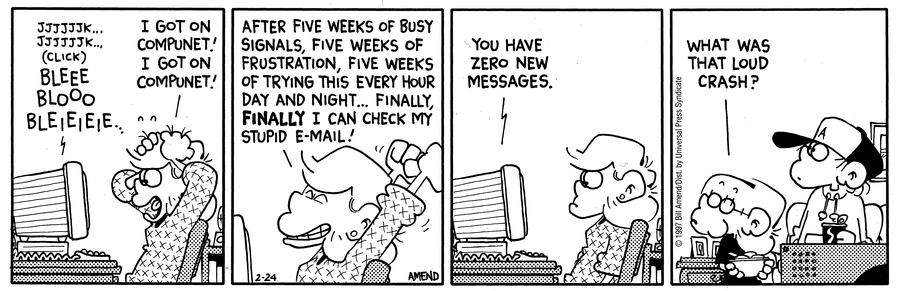 JJJJJJK...
JJJJJJK...,
(CLICK)
BLEEE
BLOOO
BLEIEIEIE...
I GOT ON
COMPUNET!
I GOT ON
COMPUNET!
AFTER FIVE WEEKS OF BUSY
SIGNALS, FIVE WEEKS OF
FRUSTRATION, FIVE WEEKS
OF TRYING THIS EVERY HOUR
DAY AND NIGHT... FINALLY,
FINALLY I CAN CHECK MY
STUPID E-MAIL!
2-24
AMEND
YOU HAVE
ZERO NEW
MESSAGES.
© 1997 Bill Amend/Dist. by Universal Press Syndicate
WHAT WAS
THAT LOUD
CRASH?
A